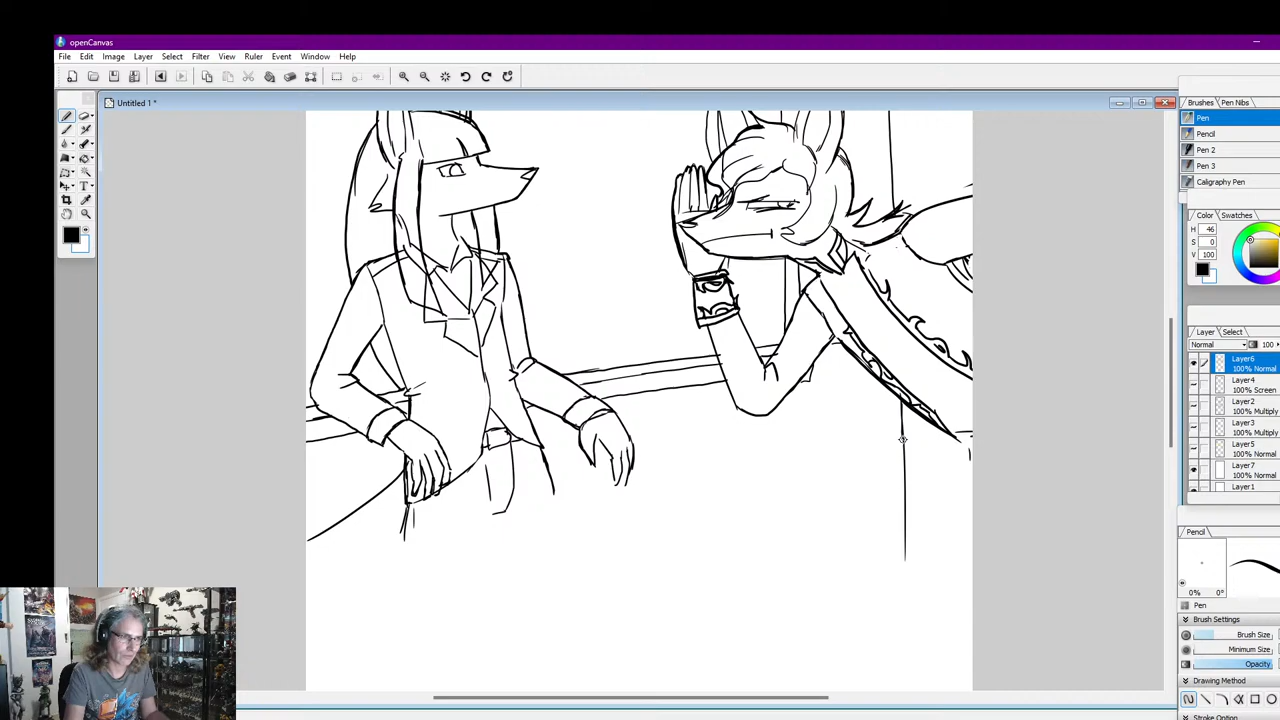 openCanvas
File Edit Image Layer Select Filter View Ruler Event Window Help
Untitled 1 *
Brushes Pen Nibs
Pen
Pencil
Pen 2
Pen 3
Caligraphy Pen
Color Swatches
H 46
S 0
V 100
Layer Select
Normal 100
Layer6
100% Normal
Layer4
100% Screen
Layer2
100% Multiply
Layer3
100% Multiply
Layer5
100% Normal
Layer7
100% Normal
Layer1
Pencil
0% 0°
Pen
Brush Settings
Brush Size
Minimum Size
Opacity
Drawing Method
Stroke Option